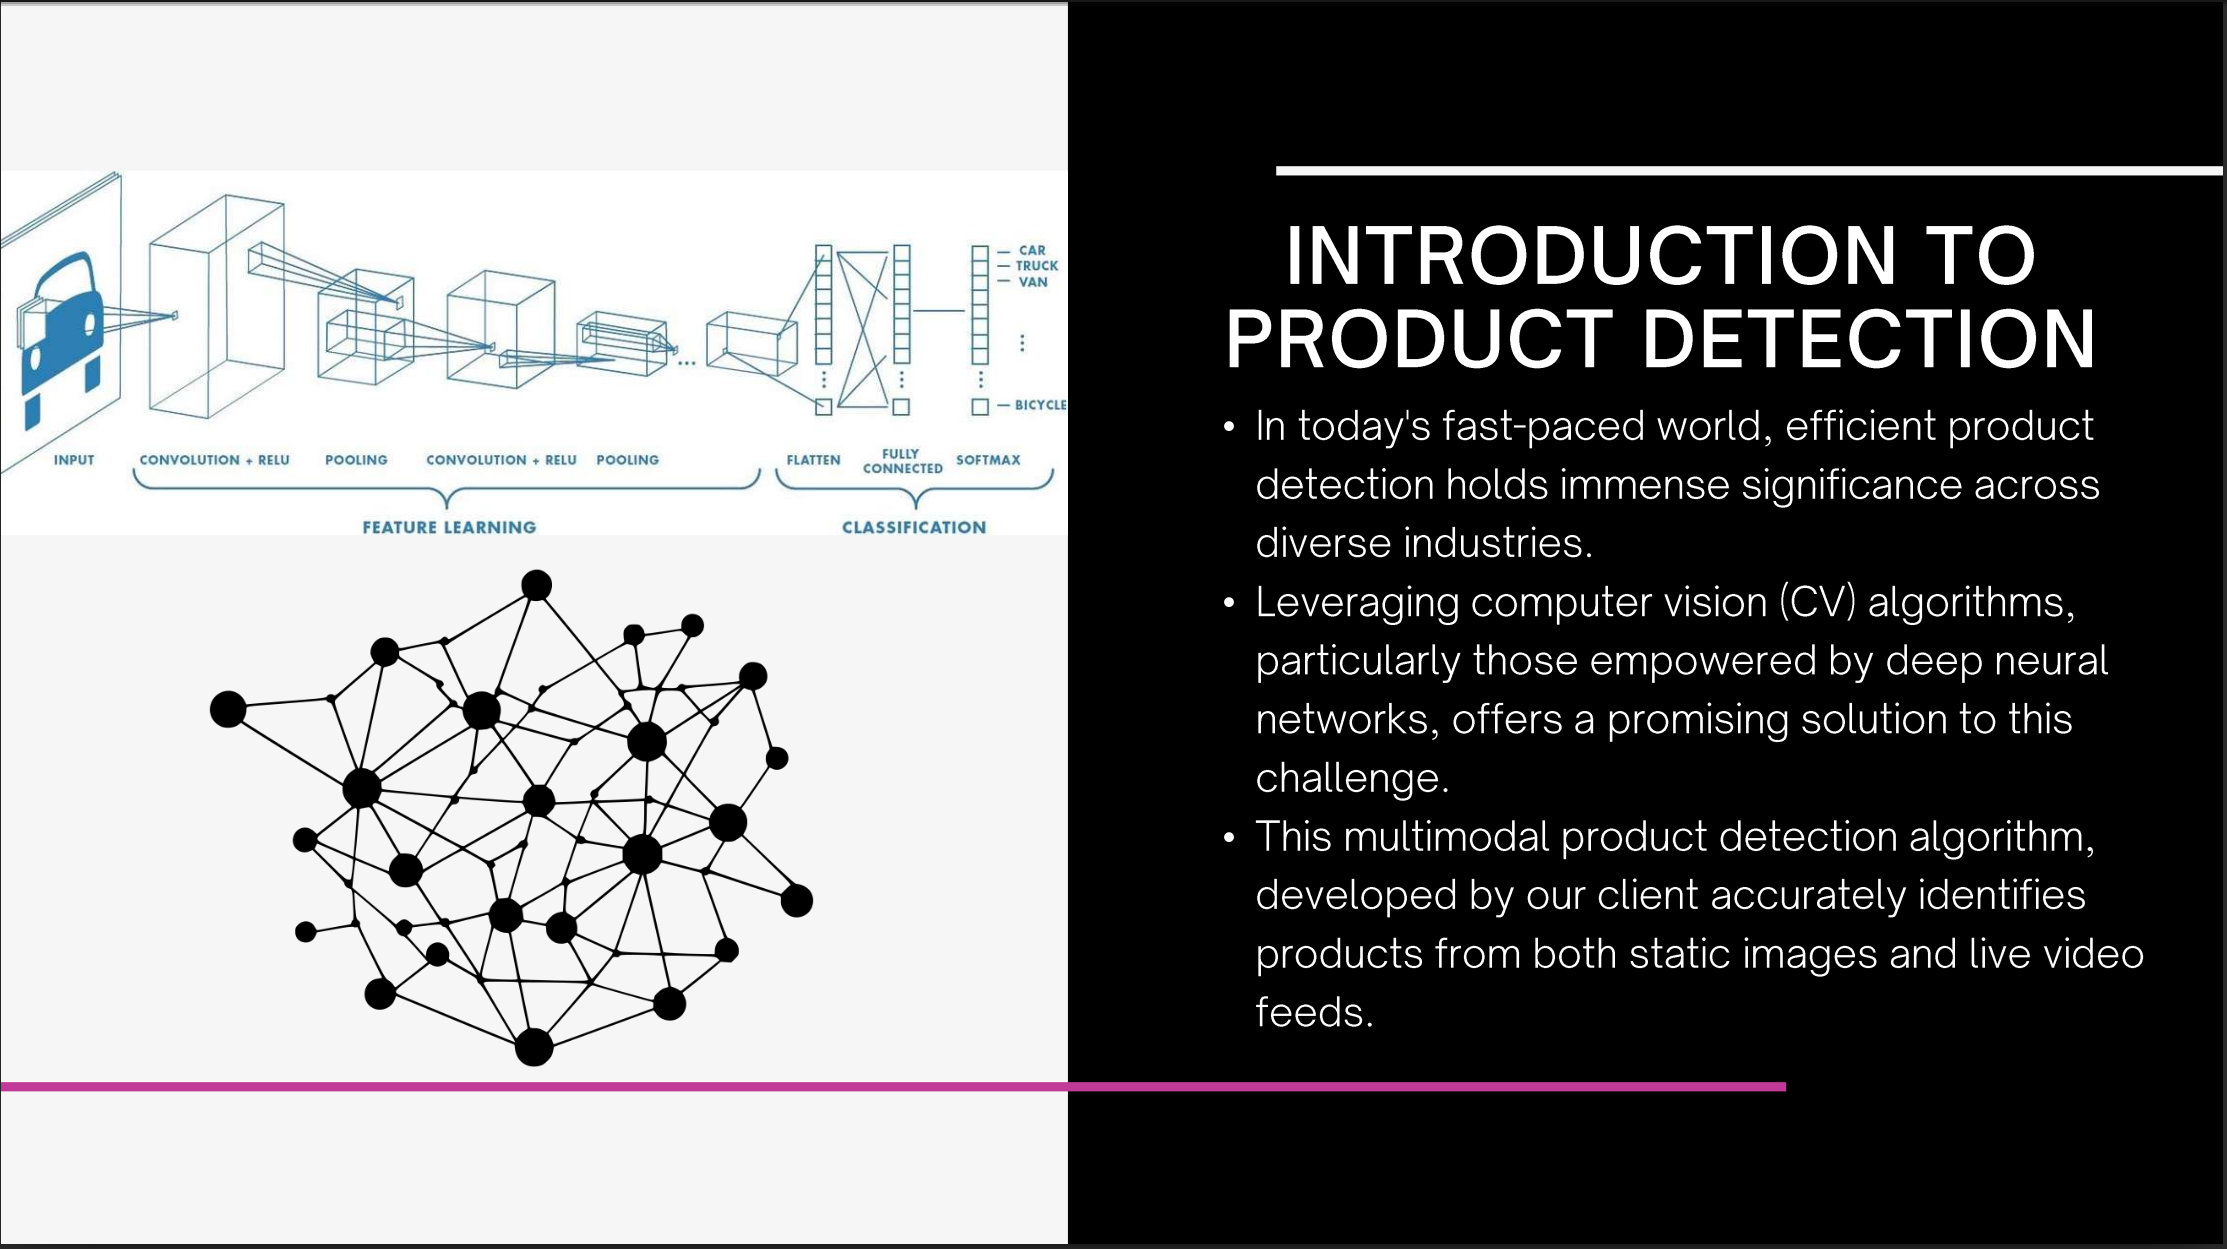 CAR
TRUCK
VAN
BICYCLE
INPUT
CONVOLUTION + RELU
POOLING
CONVOLUTION + RELU
POOLING
FLATTEN
FULLY
CONNECTED
SOFTMAX
FEATURE LEARNING
CLASSIFICATION
INTRODUCTION TO
PRODUCT DETECTION
• In today's fast-paced world, efficient product
detection holds immense significance across
diverse industries.
• Leveraging computer vision (CV) algorithms,
particularly those empowered by deep neural
networks, offers a promising solution to this
challenge.
• This multimodal product detection algorithm,
developed by our client accurately identifies
products from both static images and live video
feeds.